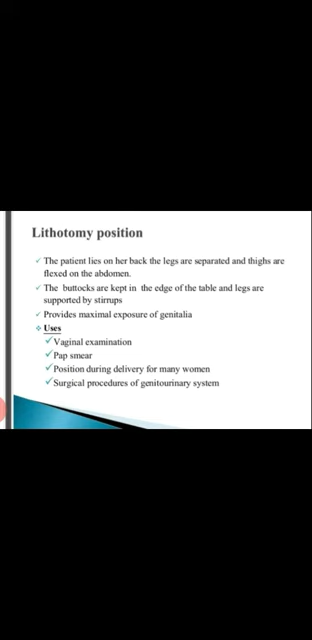 Lithotomy position
✓ The patient lies on her back the legs are separated and thighs are
flexed on the abdomen.
✓ The buttocks are kept in the edge of the table and legs are
supported by stirrups
✓ Provides maximal exposure of genitalia
❖ Uses
✓ Vaginal examination
✓ Pap smear
✓ Position during delivery for many women
✓ Surgical procedures of genitourinary system